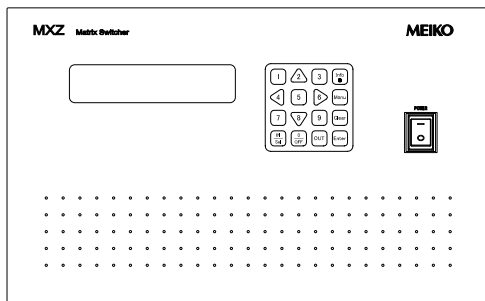 MXZ Matrix Switcher
MEIKO
1 2 3 Info
4 5 6 Menu
POWER
7 8 9 Clear
0 OFF OUT Enter